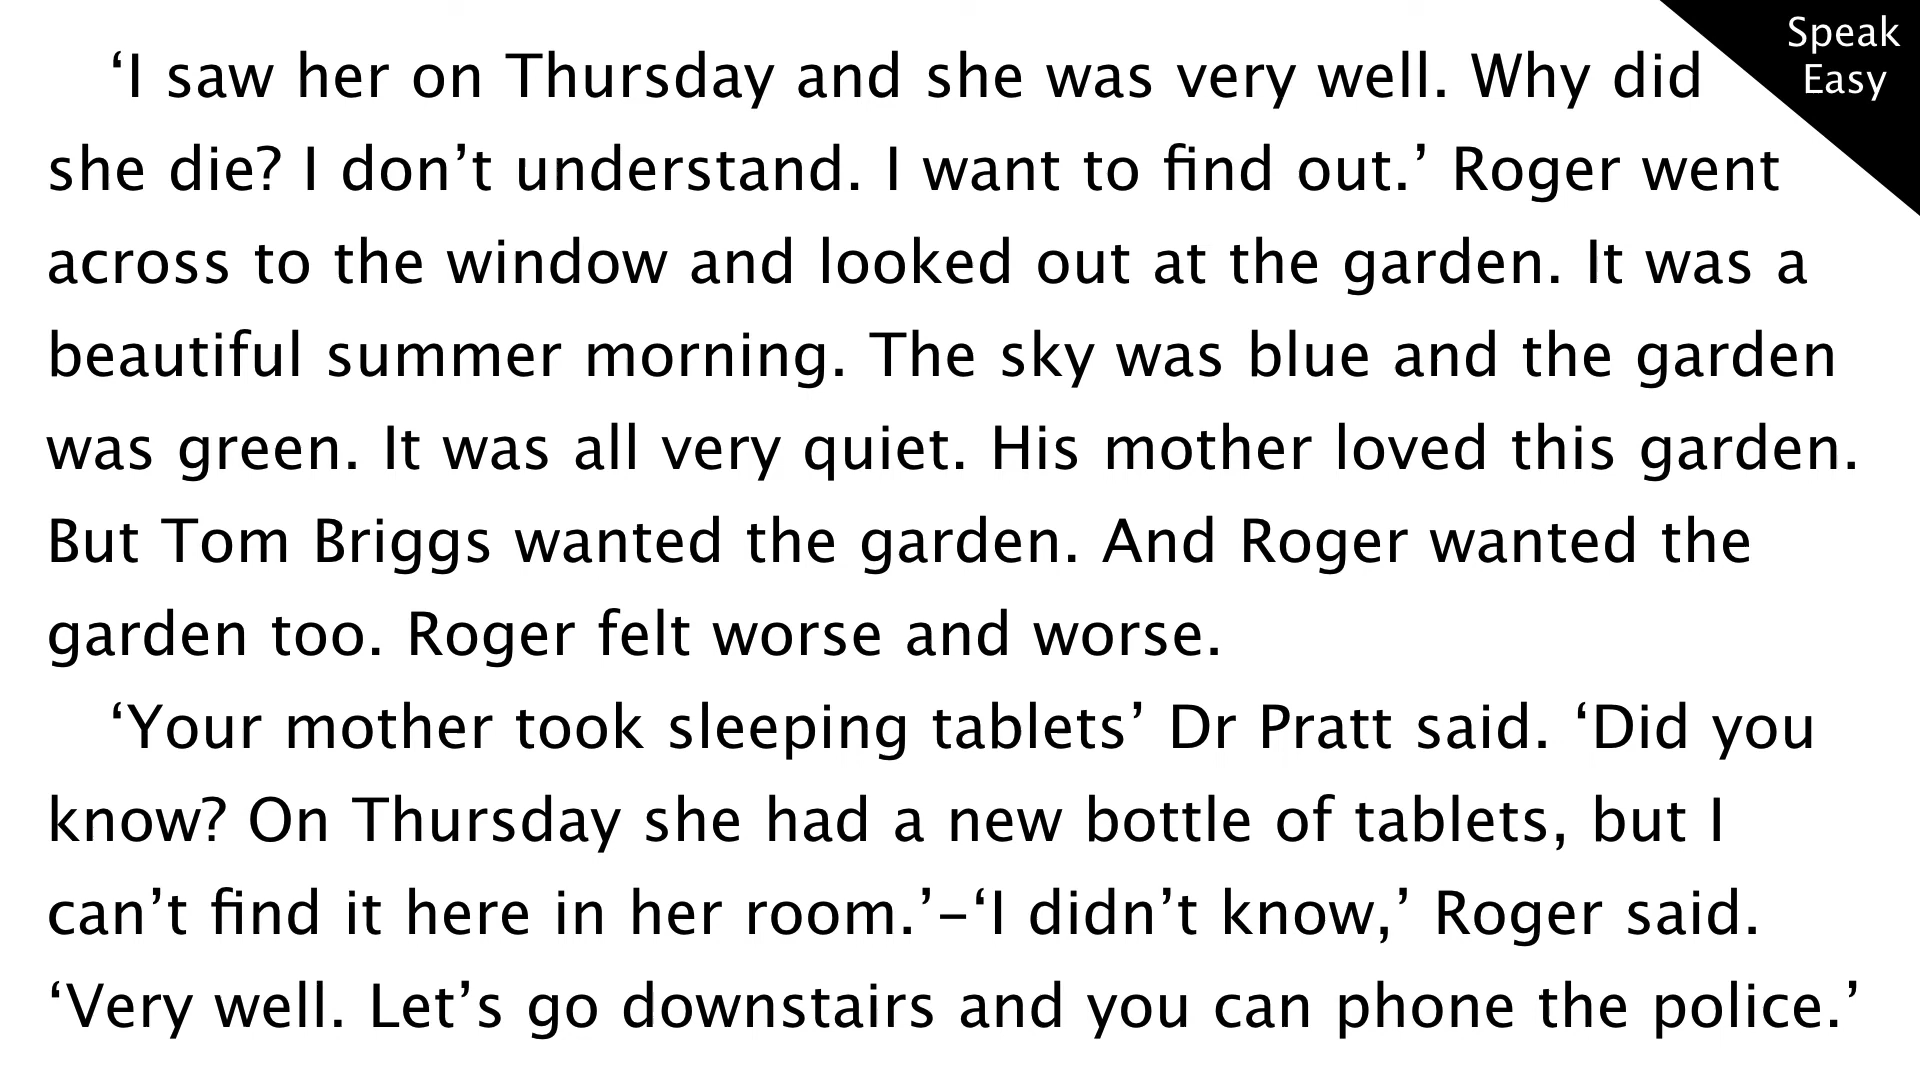 ‘I saw her on Thursday and she was very well. Why did
she die? I don’t understand. I want to find out.’ Roger went
across to the window and looked out at the garden. It was a
beautiful summer morning. The sky was blue and the garden
was green. It was all very quiet. His mother loved this garden.
But Tom Briggs wanted the garden. And Roger wanted the
garden too. Roger felt worse and worse.
‘Your mother took sleeping tablets’ Dr Pratt said. ‘Did you
know? On Thursday she had a new bottle of tablets, but I
can’t find it here in her room.’–‘I didn’t know,’ Roger said.
‘Very well. Let’s go downstairs and you can phone the police.’
Speak
Easy